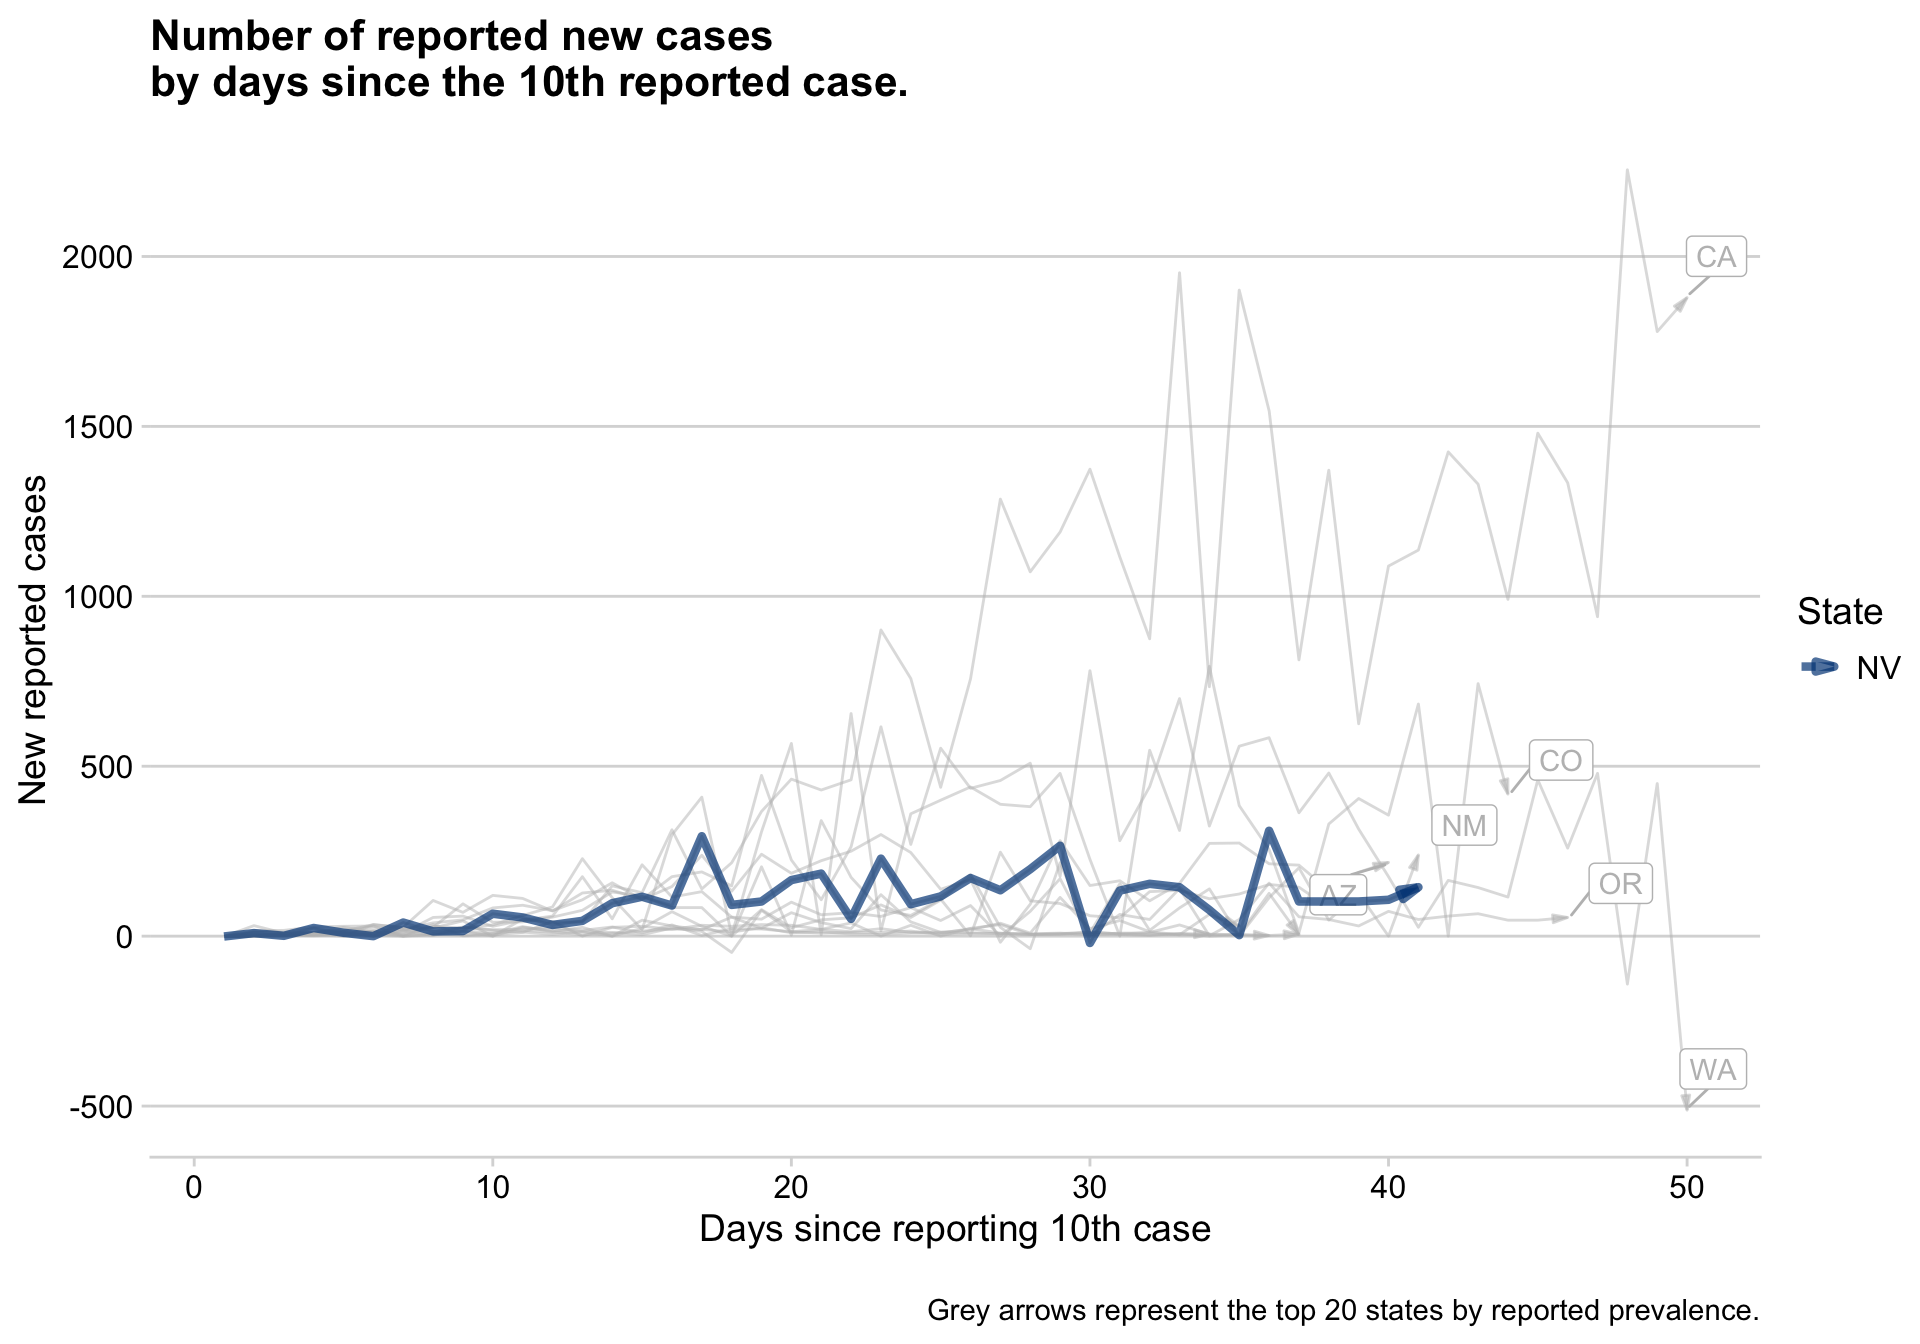 Number of reported new cases
by days since the 10th reported case.
New reported cases
2000
1500
1000
500
0
-500
CA
CO
NM
AZ
OR
WA
State
NV
0 10 20 30 40 50
Days since reporting 10th case
Grey arrows represent the top 20 states by reported prevalence.